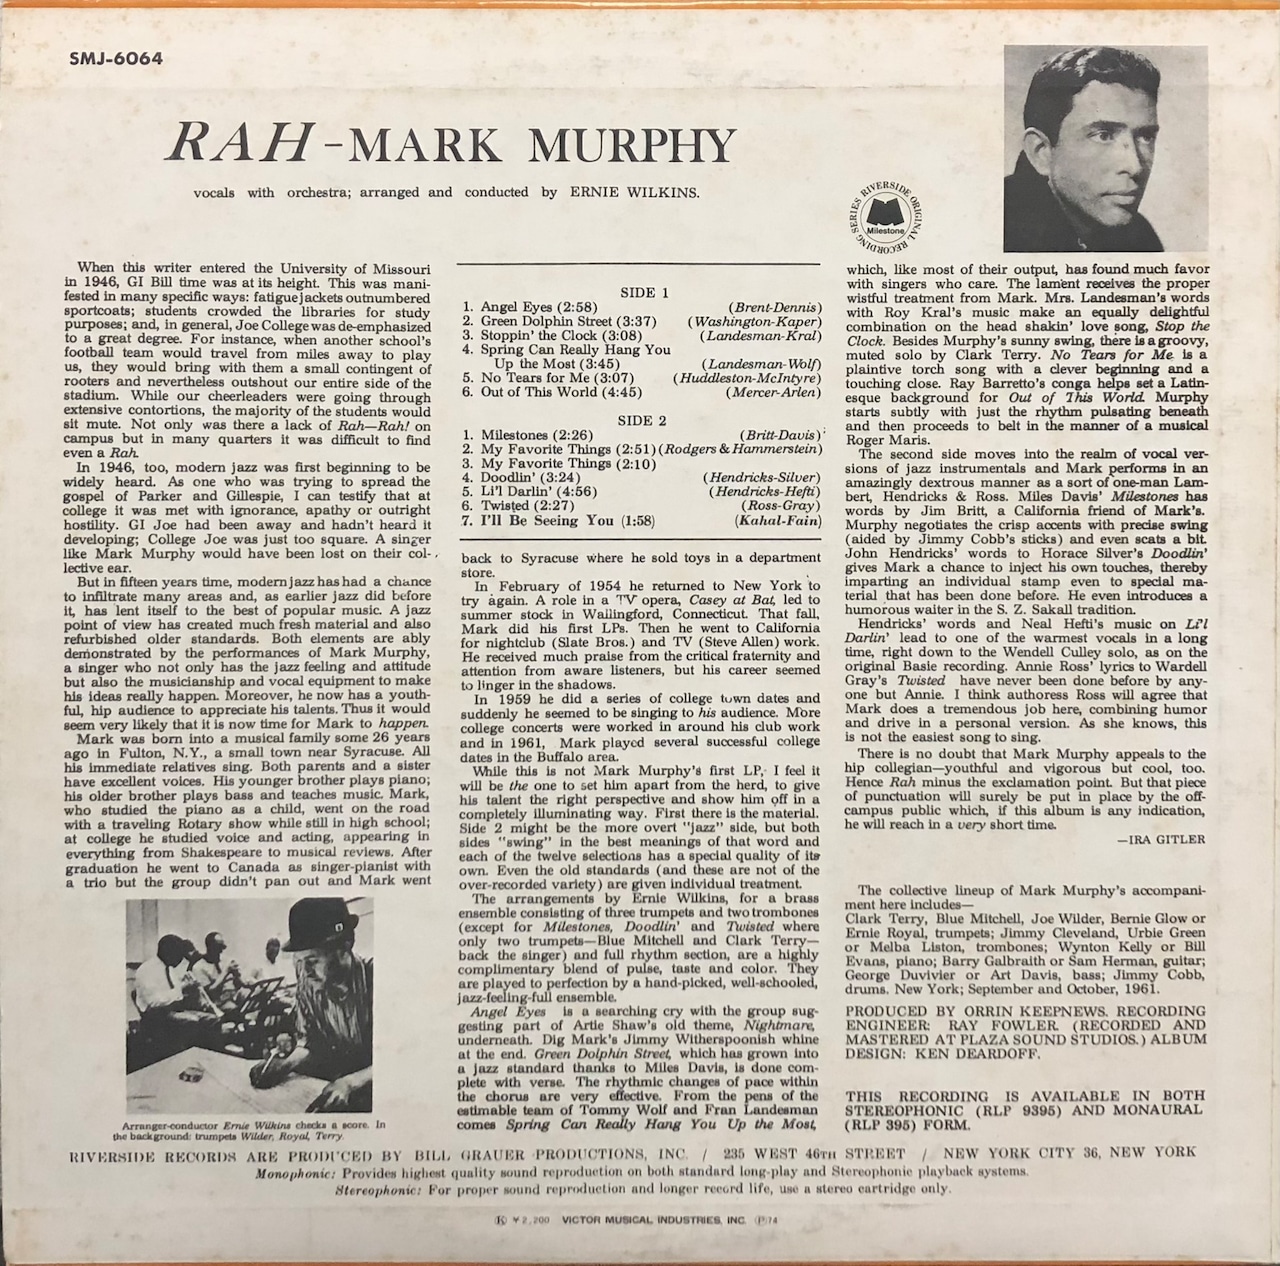 SMJ-6064
RAH-MARK MURPHY
vocals with orchestra; arranged and conducted by ERNIE WILKINS.
RIVERSIDE ORIGINAL RECORDING SERIES
Milestone
When this writer entered the University of Missouri
in 1946, GI Bill time was at its height. This was mani-
fested in many specific ways: fatigue jackets outnumbered
sportcoats; students crowded the libraries for study
purposes; and, in general, Joe College was de-emphasized
to a great degree. For instance, when another school's
football team would travel from miles away to play
us, they would bring with them a small contingent of
rooters and nevertheless outshout our entire side of the
stadium. While our cheerleaders were going through
extensive contortions, the majority of the students would
sit mute. Not only was there a lack of Rah—Rah! on
campus but in many quarters it was difficult to find
even a Rah.
In 1946, too, modern jazz was first beginning to be
widely heard. As one who was trying to spread the
gospel of Parker and Gillespie, I can testify that at
college it was met with ignorance, apathy or outright
hostility. GI Joe had been away and hadn't heard it
developing; College Joe was just too square. A singer
like Mark Murphy would have been lost on their col-
lective ear.
But in fifteen years time, modern jazz has had a chance
to infiltrate many areas and, as earlier jazz did before
it, has lent itself to the best of popular music. A jazz
point of view has created much fresh material and also
refurbished older standards. Both elements are ably
demonstrated by the performances of Mark Murphy,
a singer who not only has the jazz feeling and attitude
but also the musicianship and vocal equipment to make
his ideas really happen. Moreover, he now has a youth-
ful, hip audience to appreciate his talents. Thus it would
seem very likely that it is now time for Mark to happen.
Mark was born into a musical family some 26 years
ago in Fulton, N.Y., a small town near Syracuse. All
his immediate relatives sing. Both parents and a sister
have excellent voices. His younger brother plays piano;
his older brother plays bass and teaches music. Mark,
who studied the piano as a child, went on the road
with a traveling Rotary show while still in high school;
at college he studied voice and acting, appearing in
everything from Shakespeare to musical reviews. After
graduation he went to Canada as singer-pianist with
a trio but the group didn't pan out and Mark went
Arranger-conductor Ernie Wilkins checks a score. In
the background: trumpets Wilder, Royal, Terry.
SIDE 1
1. Angel Eyes (2:58) (Brent-Dennis)
2. Green Dolphin Street (3:37) (Washington-Kaper)
3. Stoppin' the Clock (3:08) (Landesman-Kral)
4. Spring Can Really Hang You
Up the Most (3:45) (Landesman-Wolf)
5. No Tears for Me (3:07) (Huddleston-McIntyre)
6. Out of This World (4:45) (Mercer-Arlen)
SIDE 2
1. Milestones (2:26) (Britt-Davis)
2. My Favorite Things (2:51) (Rodgers & Hammerstein)
3. My Favorite Things (2:10)
4. Doodlin' (3:24) (Hendricks-Silver)
5. Li'l Darlin' (4:56) (Hendricks-Hefti)
6. Twisted (2:27) (Ross-Gray)
7. I'll Be Seeing You (1:58) (Kahal-Fain)
back to Syracuse where he sold toys in a department
store.
In February of 1954 he returned to New York to
try again. A role in a TV opera, Casey at Bat, led to
summer stock in Wallingford, Connecticut. That fall,
Mark did his first LPs. Then he went to California
for nightclub (Slate Bros.) and TV (Steve Allen) work.
He received much praise from the critical fraternity and
attention from aware listeners, but his career seemed
to linger in the shadows.
In 1959 he did a series of college town dates and
suddenly he seemed to be singing to his audience. More
college concerts were worked in around his club work
and in 1961, Mark played several successful college
dates in the Buffalo area.
While this is not Mark Murphy's first LP, I feel it
will be the one to set him apart from the herd, to give
his talent the right perspective and show him off in a
completely illuminating way. First there is the material.
Side 2 might be the more overt "jazz" side, but both
sides "swing" in the best meanings of that word and
each of the twelve selections has a special quality of its
own. Even the old standards (and these are not of the
over-recorded variety) are given individual treatment.
The arrangements by Ernie Wilkins, for a brass
ensemble consisting of three trumpets and two trombones
(except for Milestones, Doodlin' and Twisted where
only two trumpets—Blue Mitchell and Clark Terry—
back the singer) and full rhythm section, are a highly
complimentary blend of pulse, taste and color. They
are played to perfection by a hand-picked, well-schooled,
jazz-feeling-full ensemble.
Angel Eyes is a searching cry with the group sug-
gesting part of Artie Shaw's old theme, Nightmare,
underneath. Dig Mark's Jimmy Witherspoonish whine
at the end. Green Dolphin Street, which has grown into
a jazz standard thanks to Miles Davis, is done com-
plete with verse. The rhythmic changes of pace within
the chorus are very effective. From the pens of the
estimable team of Tommy Wolf and Fran Landesman
comes Spring Can Really Hang You Up the Most,
which, like most of their output, has found much favor
with singers who care. The lament receives the proper
wistful treatment from Mark. Mrs. Landesman's words
with Roy Kral's music make an equally delightful
combination on the head shakin' love song, Stop the
Clock. Besides Murphy's sunny swing, there is a groovy,
muted solo by Clark Terry. No Tears for Me is a
plaintive torch song with a clever beginning and a
touching close. Ray Barretto's conga helps set a Latin-
esque background for Out of This World. Murphy
starts subtly with just the rhythm pulsating beneath
and then proceeds to belt in the manner of a musical
Roger Maris.
The second side moves into the realm of vocal ver-
sions of jazz instrumentals and Mark performs in an
amazingly dextrous manner as a sort of one-man Lam-
bert, Hendricks & Ross. Miles Davis' Milestones has
words by Jim Britt, a California friend of Mark's.
Murphy negotiates the crisp accents with precise swing
(aided by Jimmy Cobb's sticks) and even scats a bit.
John Hendricks' words to Horace Silver's Doodlin'
gives Mark a chance to inject his own touches, thereby
imparting an individual stamp even to special ma-
terial that has been done before. He even introduces a
humorous waiter in the S. Z. Sakall tradition.
Hendricks' words and Neal Hefti's music on Li'l
Darlin' lead to one of the warmest vocals in a long
time, right down to the Wendell Culley solo, as on the
original Basie recording. Annie Ross' lyrics to Wardell
Gray's Twisted have never been done before by any-
one but Annie. I think authoress Ross will agree that
Mark does a tremendous job here, combining humor
and drive in a personal version. As she knows, this
is not the easiest song to sing.
There is no doubt that Mark Murphy appeals to the
hip collegian—youthful and vigorous but cool, too.
Hence Rah minus the exclamation point. But that piece
of punctuation will surely be put in place by the off-
campus public which, if this album is any indication,
he will reach in a very short time.
—IRA GITLER
The collective lineup of Mark Murphy's accompani-
ment here includes—
Clark Terry, Blue Mitchell, Joe Wilder, Bernie Glow or
Ernie Royal, trumpets; Jimmy Cleveland, Urbie Green
or Melba Liston, trombones; Wynton Kelly or Bill
Evans, piano; Barry Galbraith or Sam Herman, guitar;
George Duvivier or Art Davis, bass; Jimmy Cobb,
drums. New York; September and October, 1961.
PRODUCED BY ORRIN KEEPNEWS. RECORDING
ENGINEER: RAY FOWLER. (RECORDED AND
MASTERED AT PLAZA SOUND STUDIOS.) ALBUM
DESIGN: KEN DEARDOFF.
THIS RECORDING IS AVAILABLE IN BOTH
STEREOPHONIC (RLP 9395) AND MONAURAL
(RLP 395) FORM.
RIVERSIDE RECORDS ARE PRODUCED BY BILL GRAUER PRODUCTIONS, INC. / 235 WEST 46TH STREET / NEW YORK CITY 36, NEW YORK
Monophonic: Provides highest quality sound reproduction on both standard long-play and Stereophonic playback systems.
Stereophonic: For proper sound reproduction and longer record life, use a stereo cartridge only.
Ⓚ ¥2,200 VICTOR MUSICAL INDUSTRIES, INC. Ⓟ'74